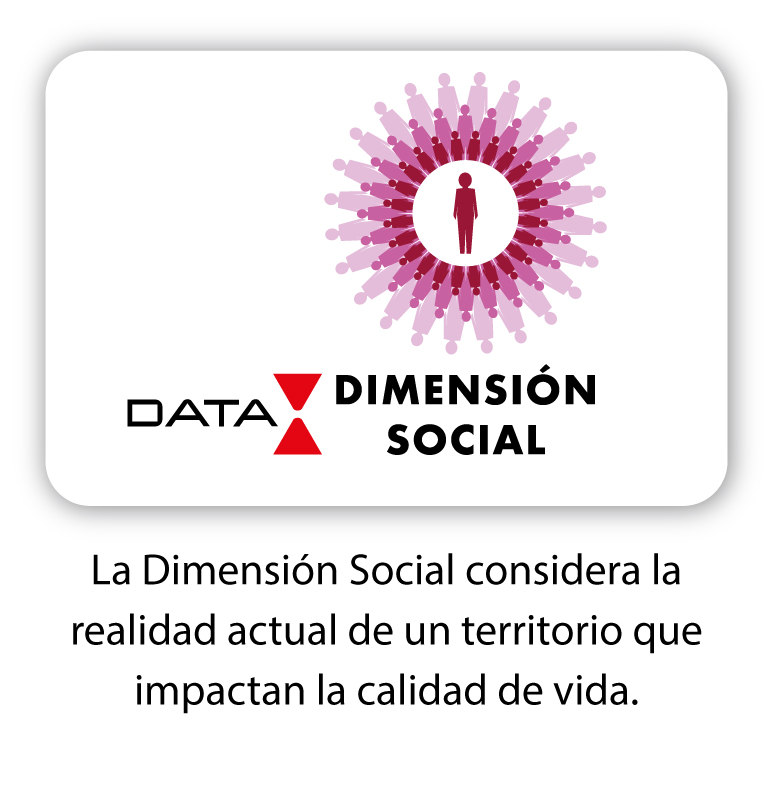 DATA
DIMENSIÓN
SOCIAL
La Dimensión Social considera la
realidad actual de un territorio que
impactan la calidad de vida.